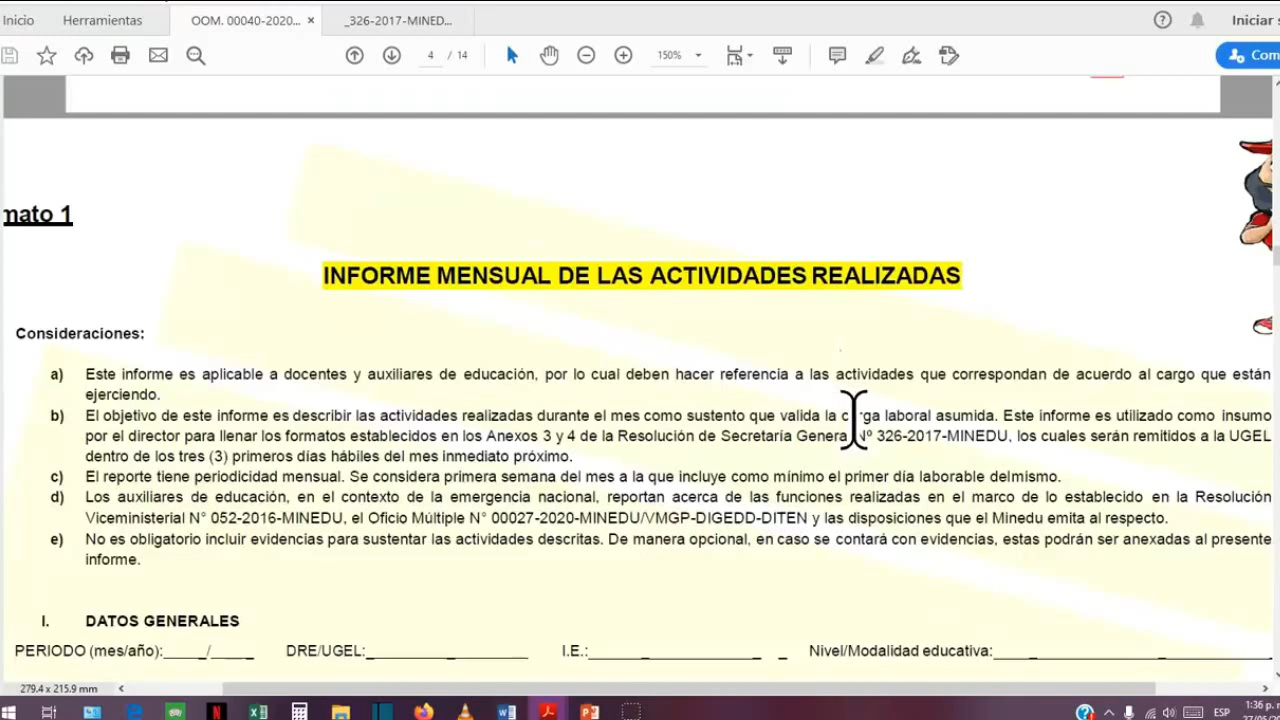 Inicio Herramientas OOM. 00040-2020... × _326-2017-MINED... Iniciar s
4 / 14 150% Com
mato 1
INFORME MENSUAL DE LAS ACTIVIDADES REALIZADAS
Consideraciones:
a) Este informe es aplicable a docentes y auxiliares de educación, por lo cual deben hacer referencia a las actividades que correspondan de acuerdo al cargo que están
ejerciendo.
b) El objetivo de este informe es describir las actividades realizadas durante el mes como sustento que valida la c rga laboral asumida. Este informe es utilizado como insumo
por el director para llenar los formatos establecidos en los Anexos 3 y 4 de la Resolución de Secretaría Genera Nº 326-2017-MINEDU, los cuales serán remitidos a la UGEL
dentro de los tres (3) primeros días hábiles del mes inmediato próximo.
c) El reporte tiene periodicidad mensual. Se considera primera semana del mes a la que incluye como mínimo el primer día laborable delmismo.
d) Los auxiliares de educación, en el contexto de la emergencia nacional, reportan acerca de las funciones realizadas en el marco de lo establecido en la Resolución
Viceministerial N° 052-2016-MINEDU, el Oficio Múltiple N° 00027-2020-MINEDU/VMGP-DIGEDD-DITEN y las disposiciones que el Minedu emita al respecto.
e) No es obligatorio incluir evidencias para sustentar las actividades descritas. De manera opcional, en caso se contará con evidencias, estas podrán ser anexadas al presente
informe.
I. DATOS GENERALES
PERIODO (mes/año):_____/_____ DRE/UGEL:__________________ I.E.:___________________ _ Nivel/Modalidad educativa:______________________________
279.4 x 215.9 mm
ESP 1:36 p.